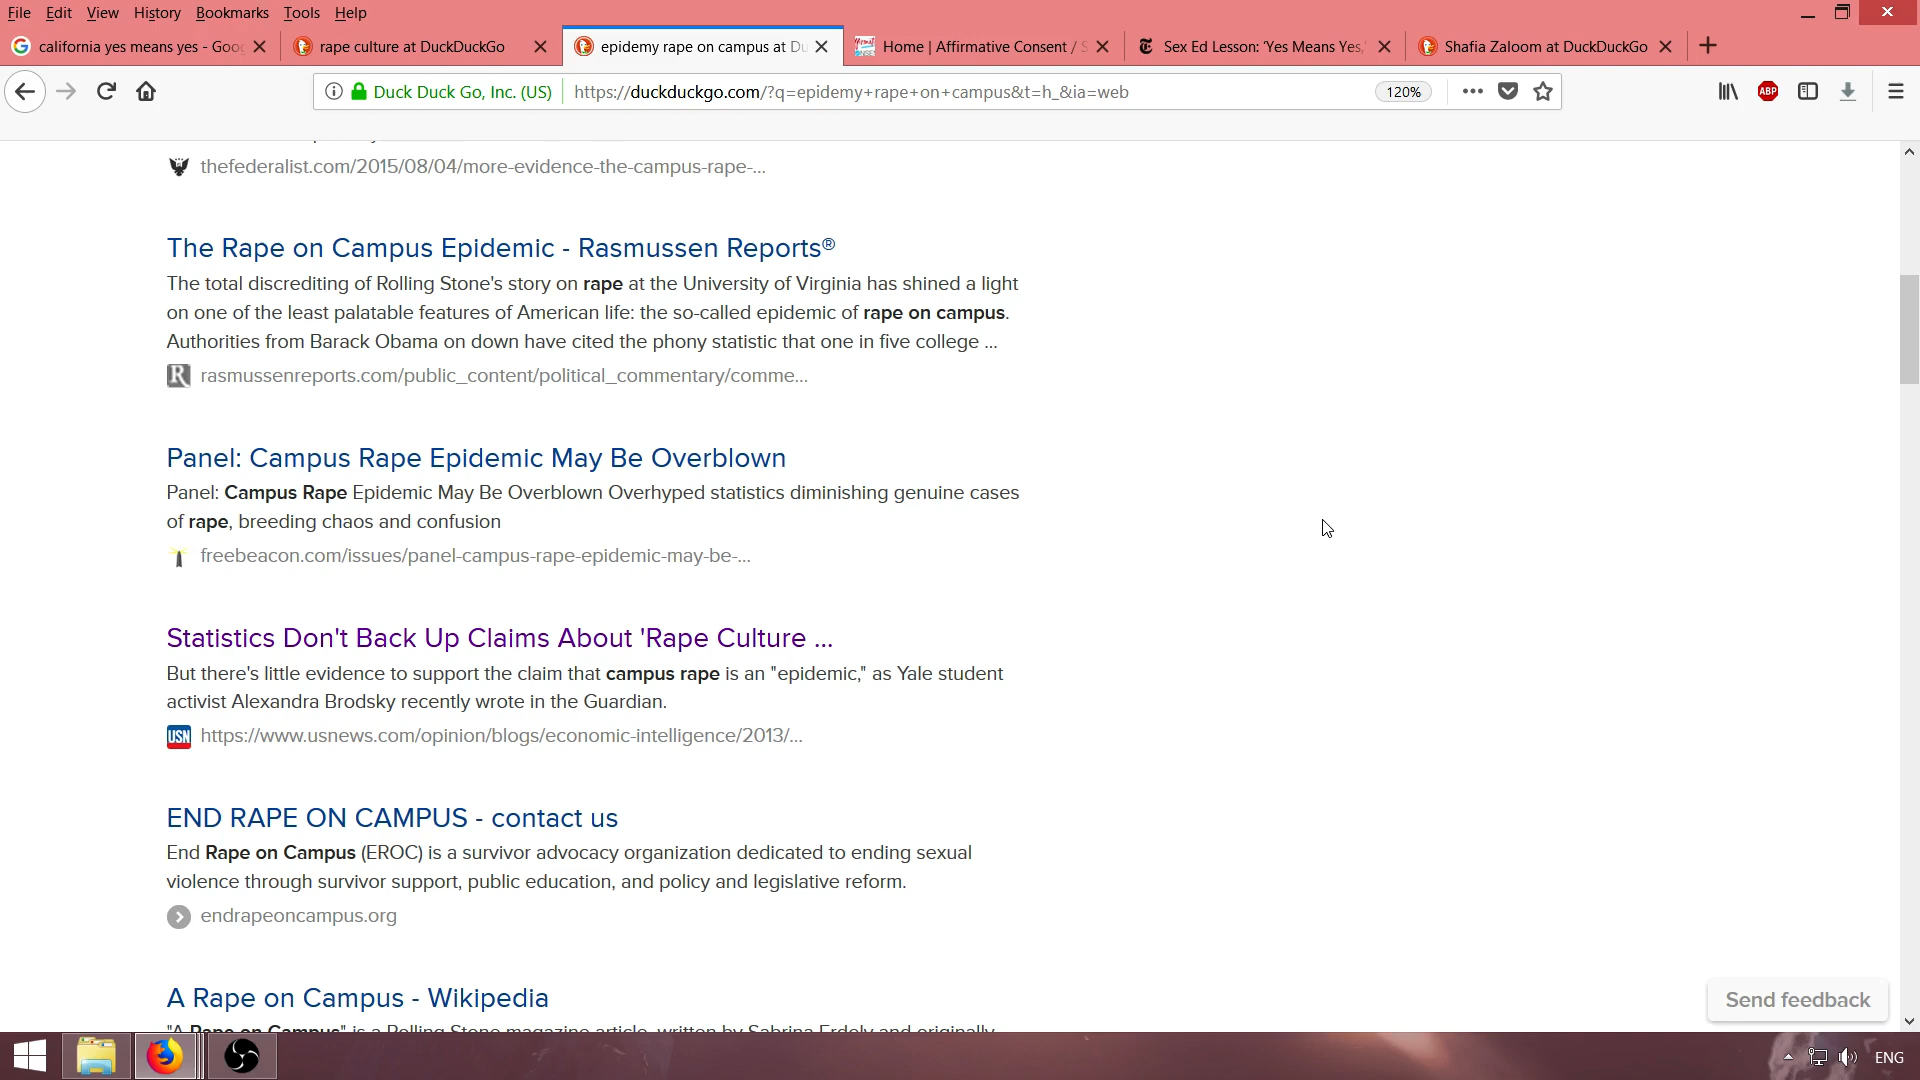 File Edit View History Bookmarks Tools Help
california yes means yes - Goo
rape culture at DuckDuckGo
epidemy rape on campus at Du
Home | Affirmative Consent / S
Sex Ed Lesson: 'Yes Means Yes,'
Shafia Zaloom at DuckDuckGo
Duck Duck Go, Inc. (US) https://duckduckgo.com/?q=epidemy+rape+on+campus&t=h_&ia=web 120%
ABP
thefederalist.com/2015/08/04/more-evidence-the-campus-rape-...
The Rape on Campus Epidemic - Rasmussen Reports®
The total discrediting of Rolling Stone's story on rape at the University of Virginia has shined a light
on one of the least palatable features of American life: the so-called epidemic of rape on campus.
Authorities from Barack Obama on down have cited the phony statistic that one in five college ...
R rasmussenreports.com/public_content/political_commentary/comme...
Panel: Campus Rape Epidemic May Be Overblown
Panel: Campus Rape Epidemic May Be Overblown Overhyped statistics diminishing genuine cases
of rape, breeding chaos and confusion
freebeacon.com/issues/panel-campus-rape-epidemic-may-be-...
Statistics Don't Back Up Claims About 'Rape Culture ...
But there's little evidence to support the claim that campus rape is an "epidemic," as Yale student
activist Alexandra Brodsky recently wrote in the Guardian.
USN https://www.usnews.com/opinion/blogs/economic-intelligence/2013/...
END RAPE ON CAMPUS - contact us
End Rape on Campus (EROC) is a survivor advocacy organization dedicated to ending sexual
violence through survivor support, public education, and policy and legislative reform.
endrapeoncampus.org
A Rape on Campus - Wikipedia
"A Rape on Campus" is a Rolling Stone magazine article, written by Sabrina Erdely and originally
Send feedback
ENG